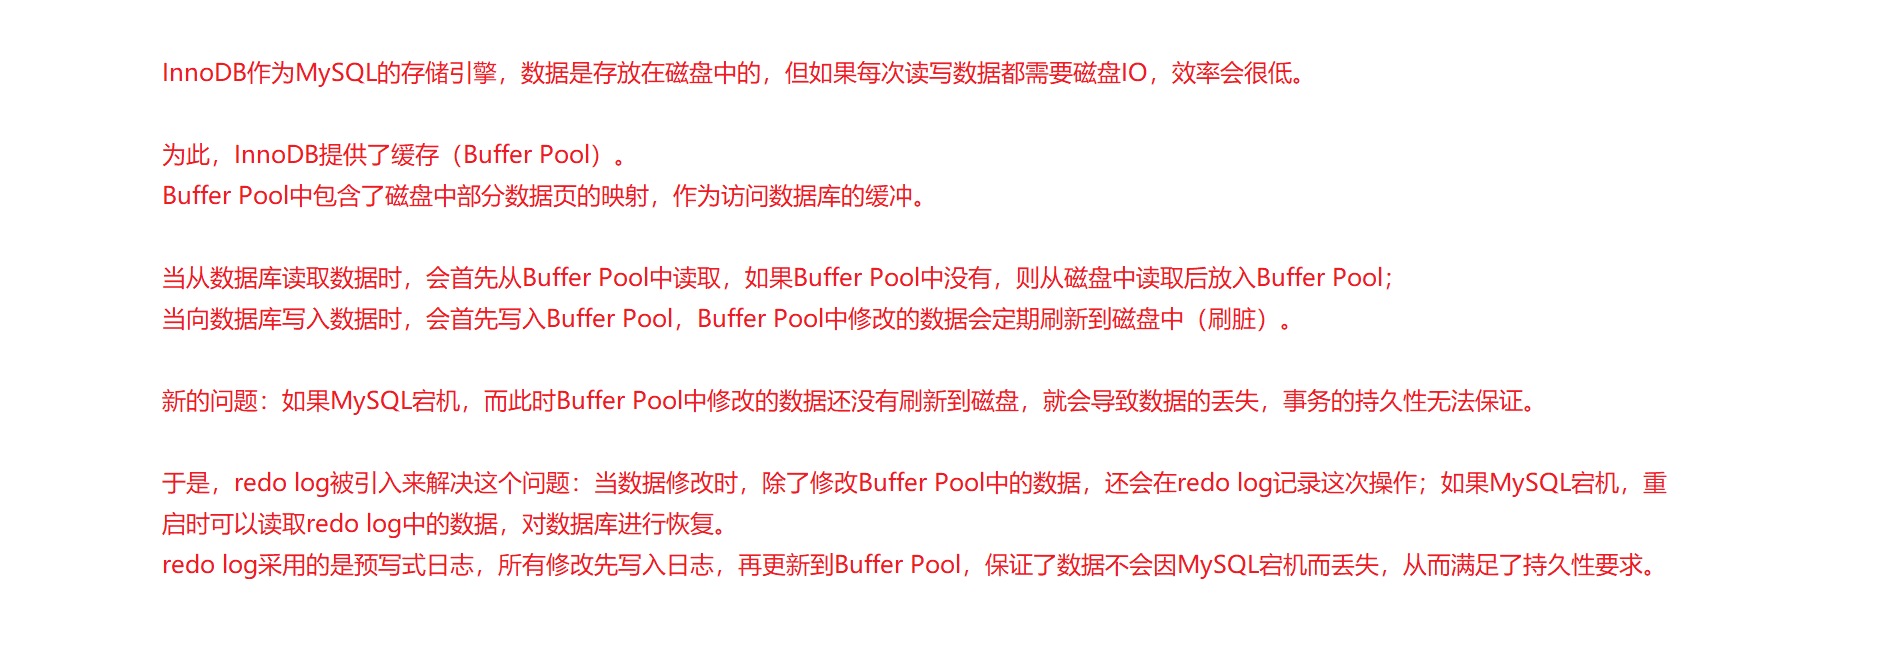 InnoDB作为MySQL的存储引擎，数据是存放在磁盘中的，但如果每次读写数据都需要磁盘IO，效率会很低。
为此，InnoDB提供了缓存（Buffer Pool）。
Buffer Pool中包含了磁盘中部分数据页的映射，作为访问数据库的缓冲。
当从数据库读取数据时，会首先从Buffer Pool中读取，如果Buffer Pool中没有，则从磁盘中读取后放入Buffer Pool；
当向数据库写入数据时，会首先写入Buffer Pool，Buffer Pool中修改的数据会定期刷新到磁盘中（刷脏）。
新的问题：如果MySQL宕机，而此时Buffer Pool中修改的数据还没有刷新到磁盘，就会导致数据的丢失，事务的持久性无法保证。
于是，redo log被引入来解决这个问题：当数据修改时，除了修改Buffer Pool中的数据，还会在redo log记录这次操作；如果MySQL宕机，重
启时可以读取redo log中的数据，对数据库进行恢复。
redo log采用的是预写式日志，所有修改先写入日志，再更新到Buffer Pool，保证了数据不会因MySQL宕机而丢失，从而满足了持久性要求。